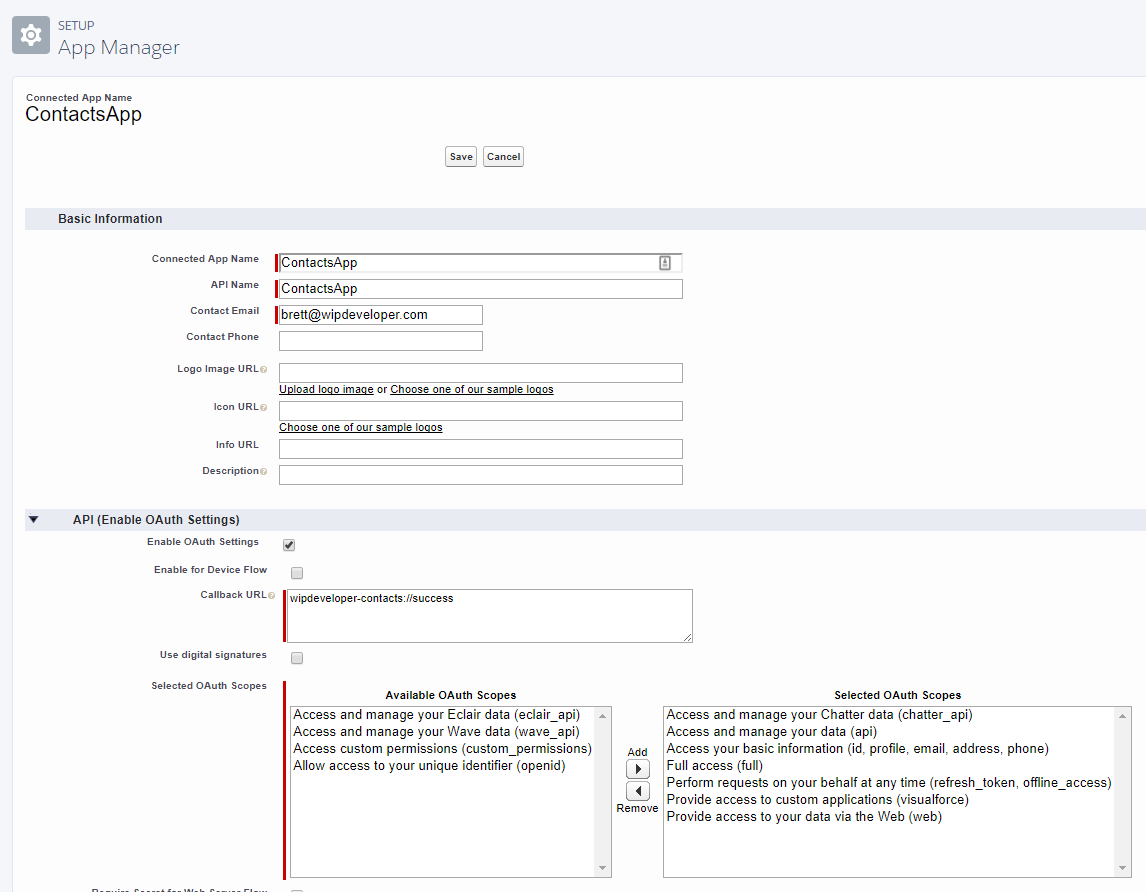 SETUP
App Manager
Connected App Name
ContactsApp
Save Cancel
Basic Information
Connected App Name ContactsApp
API Name ContactsApp
Contact Email brett@wipdeveloper.com
Contact Phone
Logo Image URL
Upload logo image or Choose one of our sample logos
Icon URL
Choose one of our sample logos
Info URL
Description
API (Enable OAuth Settings)
Enable OAuth Settings
Enable for Device Flow
Callback URL wipdeveloper-contacts://success
Use digital signatures
Selected OAuth Scopes
Available OAuth Scopes
Access and manage your Eclair data (eclair_api)
Access and manage your Wave data (wave_api)
Access custom permissions (custom_permissions)
Allow access to your unique identifier (openid)
Add
Remove
Selected OAuth Scopes
Access and manage your Chatter data (chatter_api)
Access and manage your data (api)
Access your basic information (id, profile, email, address, phone)
Full access (full)
Perform requests on your behalf at any time (refresh_token, offline_access)
Provide access to custom applications (visualforce)
Provide access to your data via the Web (web)
Require Secret for Web Server Flow